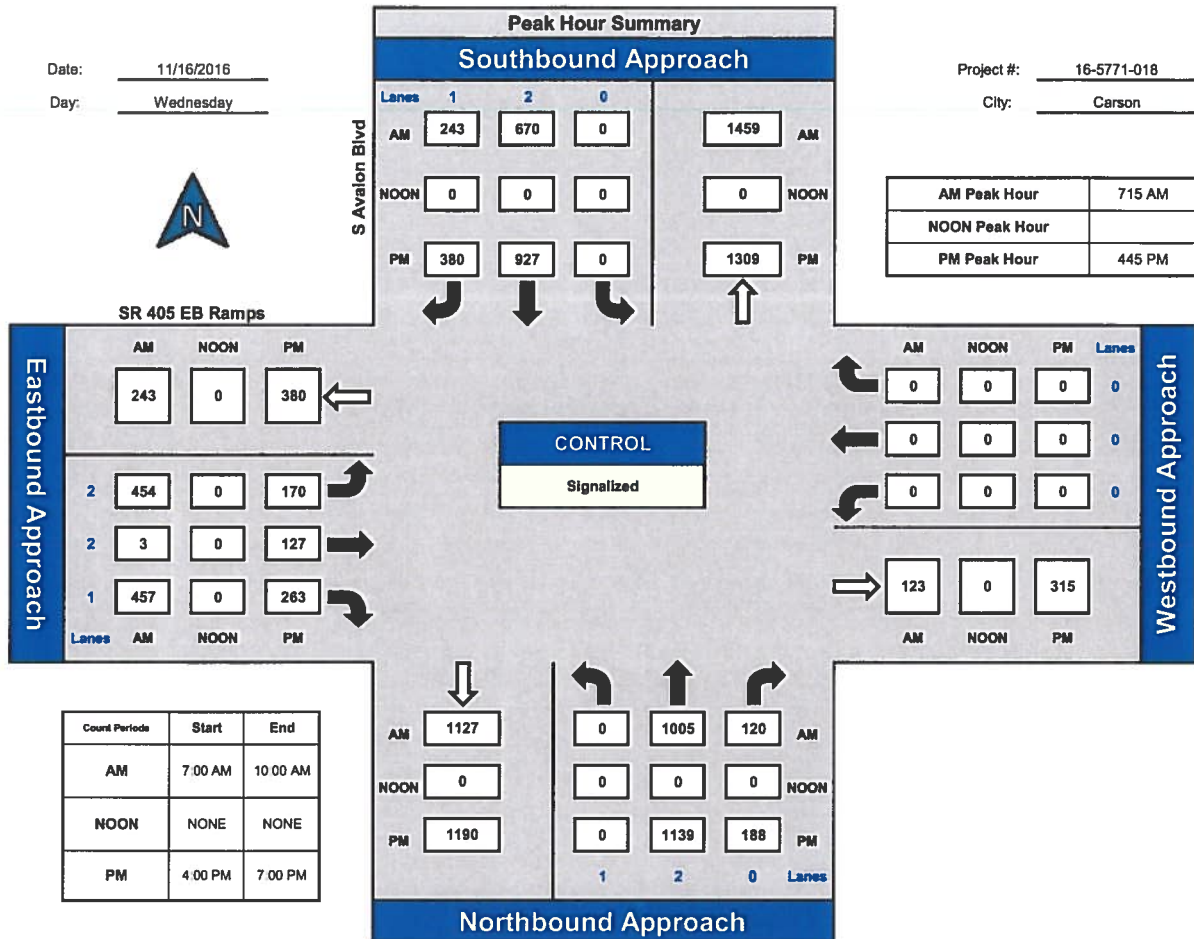 Peak Hour Summary
Southbound Approach
Date: 11/16/2016
Day: Wednesday
Project #: 16-5771-018
City: Carson
N
S Avalon Blvd
Lanes 1 2 0
AM 243 670 0 1459 AM
NOON 0 0 0 0 NOON
PM 380 927 0 1309 PM
AM Peak Hour 715 AM
NOON Peak Hour
PM Peak Hour 445 PM
SR 405 EB Ramps
Eastbound Approach
AM NOON PM
243 0 380
2 454 0 170
2 3 0 127
1 457 0 263
Lanes AM NOON PM
CONTROL
Signalized
Westbound Approach
AM NOON PM Lanes
0 0 0 0
0 0 0 0
0 0 0 0
123 0 315
AM NOON PM
Count Periods Start End
AM 7:00 AM 10:00 AM
NOON NONE NONE
PM 4:00 PM 7:00 PM
AM 1127 0 1005 120 AM
NOON 0 0 0 0 NOON
PM 1190 0 1139 188 PM
1 2 0 Lanes
Northbound Approach